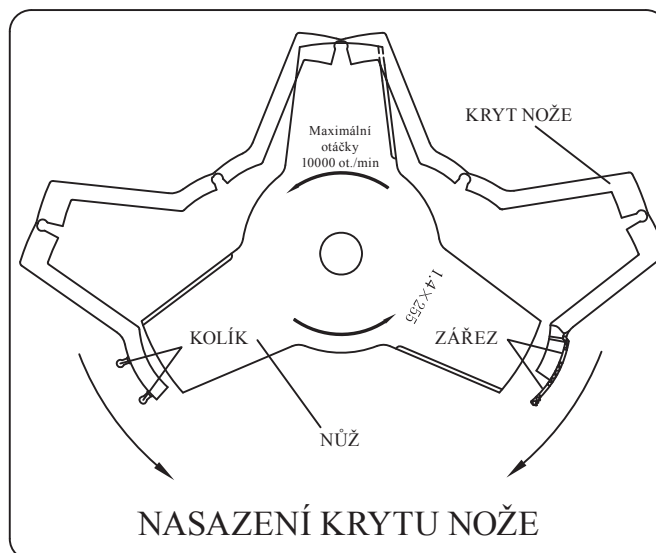 Maximální
otáčky
10000 ot./min
KRYT NOŽE
1.4×255
KOLÍK
ZÁŘEZ
NŮŽ
NASAZENÍ KRYTU NOŽE